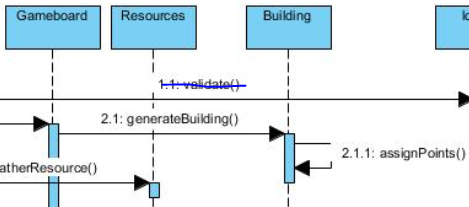 Gameboard
Resources
Building
1.1: validate()
2.1: generateBuilding()
2.1.1: assignPoints()
atherResource()